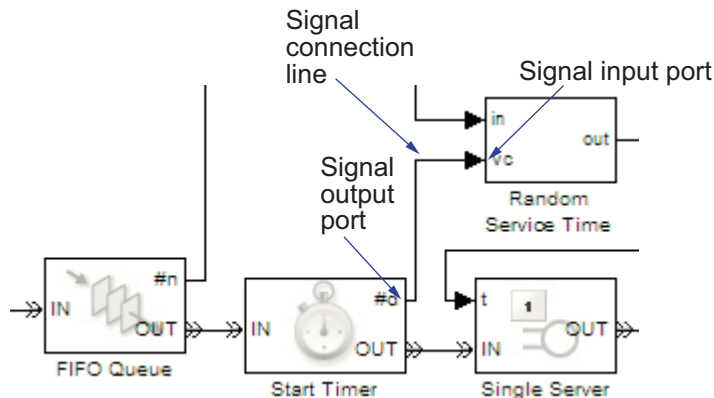 Signal
connection
line
Signal input port
in
out
vc
Signal
output
port
Random
Service Time
#n
IN
OUT
FIFO Queue
#d
IN
OUT
Start Timer
t
1
OUT
IN
Single Server